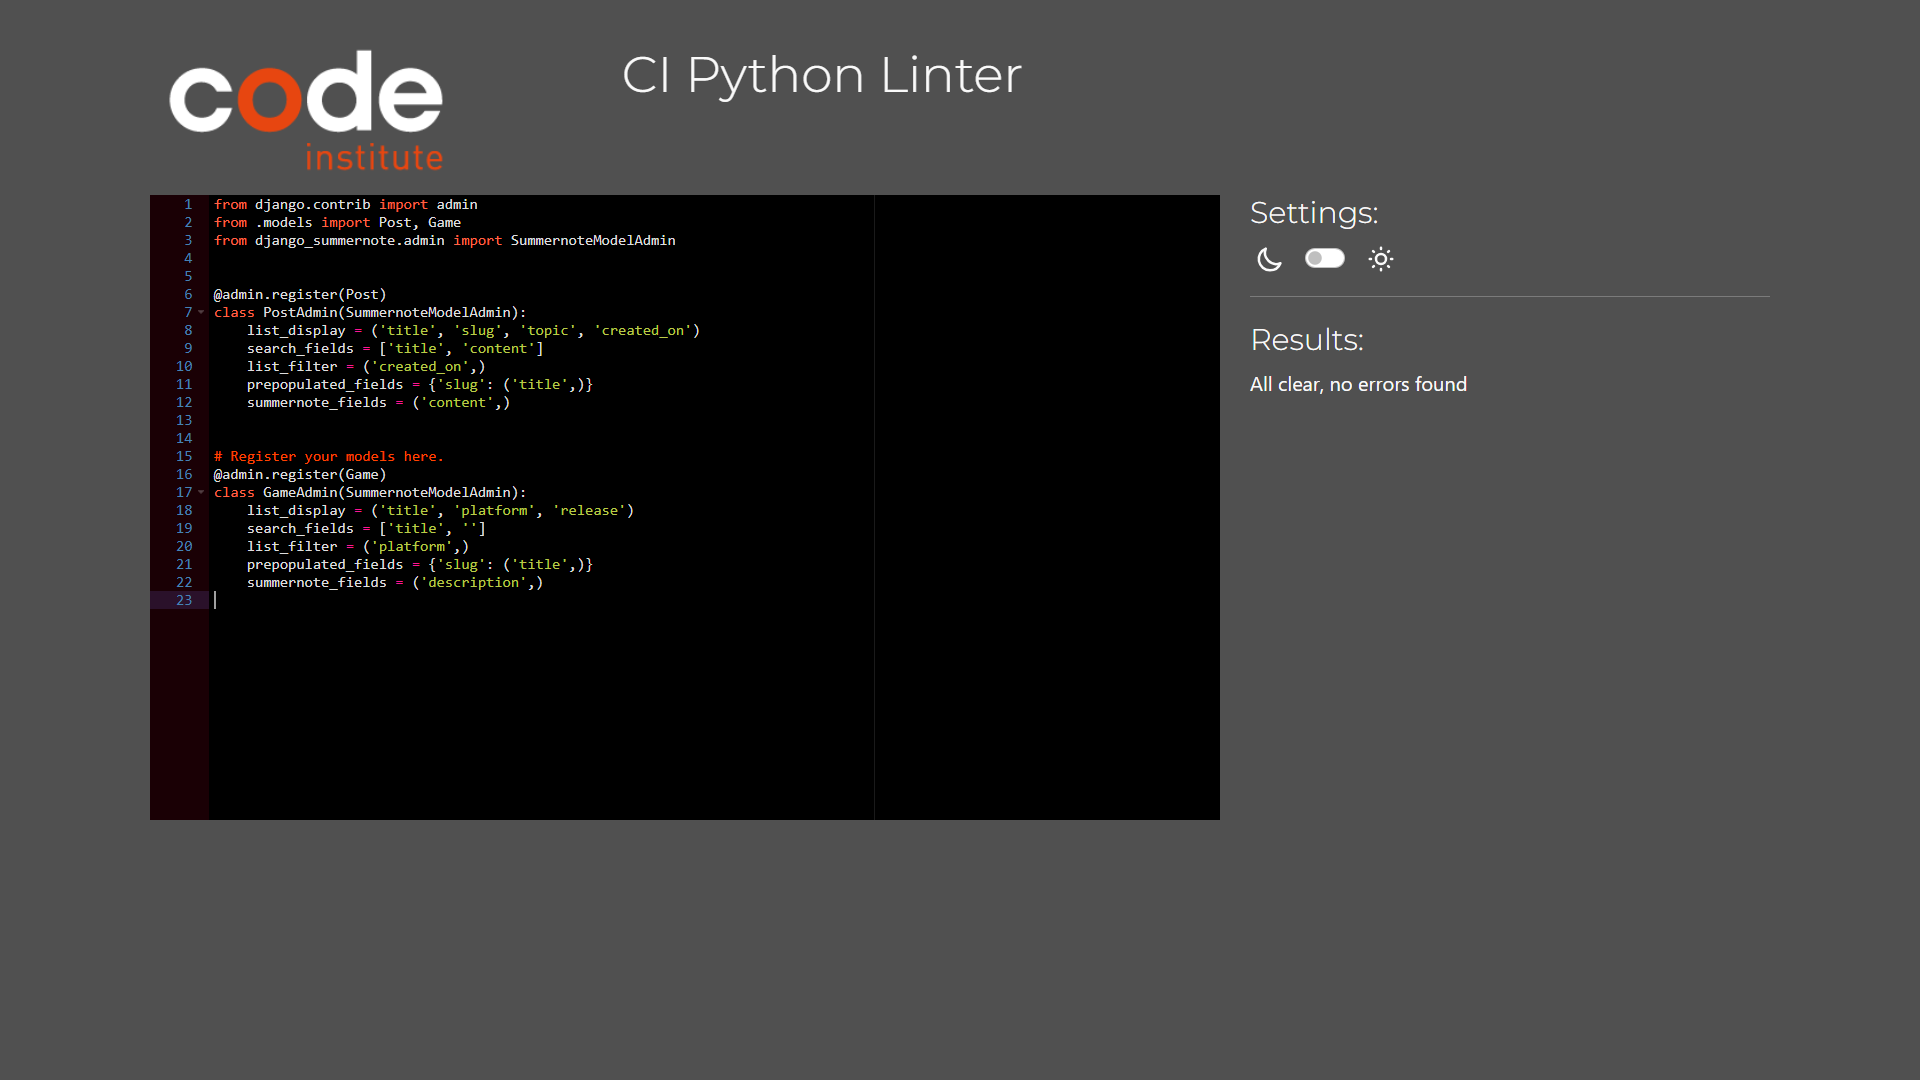 code
institute
CI Python Linter
1 from django.contrib import admin
2 from .models import Post, Game
3 from django_summernote.admin import SummernoteModelAdmin
4
5
6 @admin.register(Post)
7 class PostAdmin(SummernoteModelAdmin):
8     list_display = ('title', 'slug', 'topic', 'created_on')
9     search_fields = ['title', 'content']
10     list_filter = ('created_on',)
11     prepopulated_fields = {'slug': ('title',)}
12     summernote_fields = ('content',)
13
14
15 # Register your models here.
16 @admin.register(Game)
17 class GameAdmin(SummernoteModelAdmin):
18     list_display = ('title', 'platform', 'release')
19     search_fields = ['title', '']
20     list_filter = ('platform',)
21     prepopulated_fields = {'slug': ('title',)}
22     summernote_fields = ('description',)
23
Settings:
Results:
All clear, no errors found